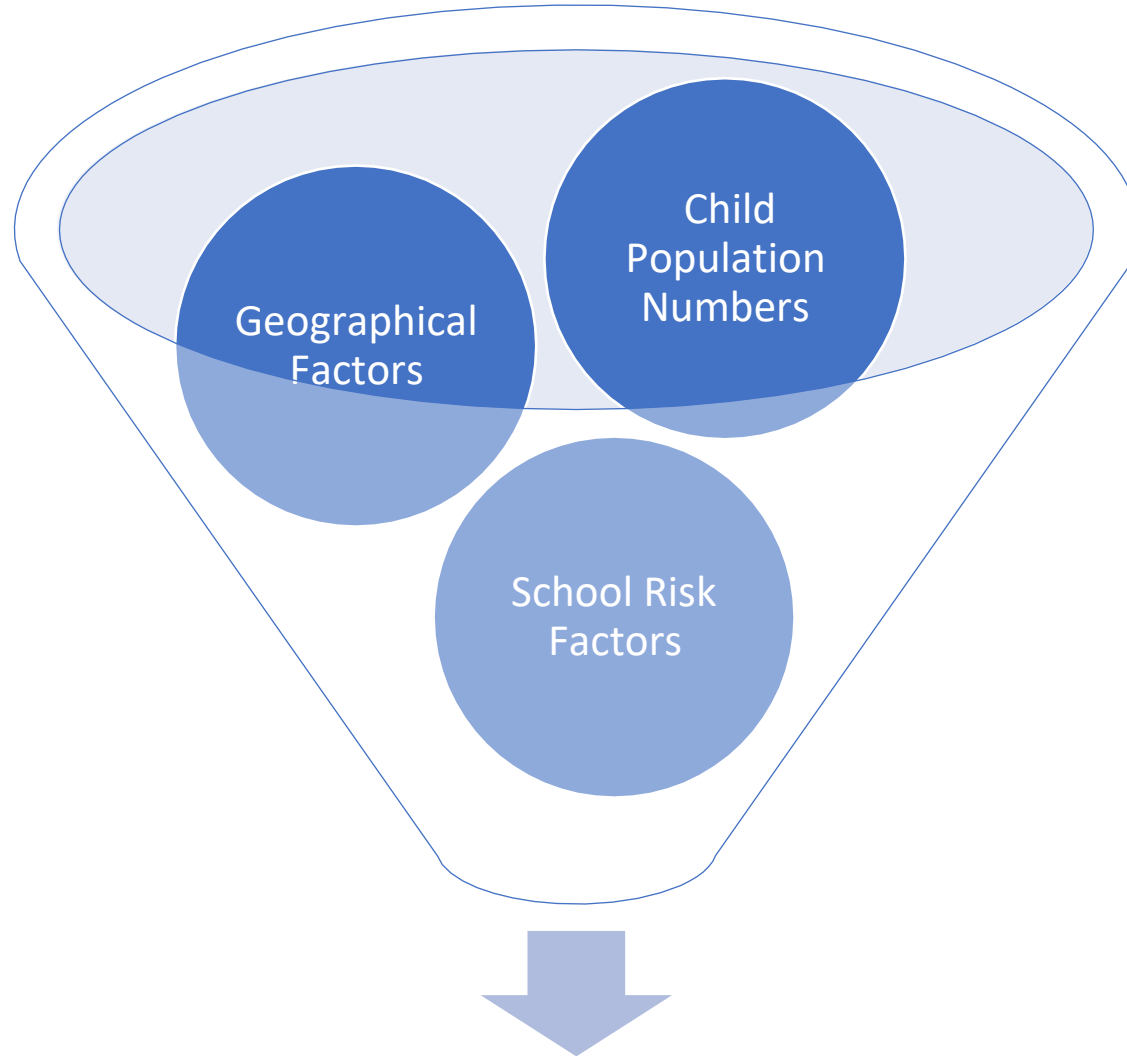 Child
Population
Numbers
Geographical
Factors
School Risk
Factors